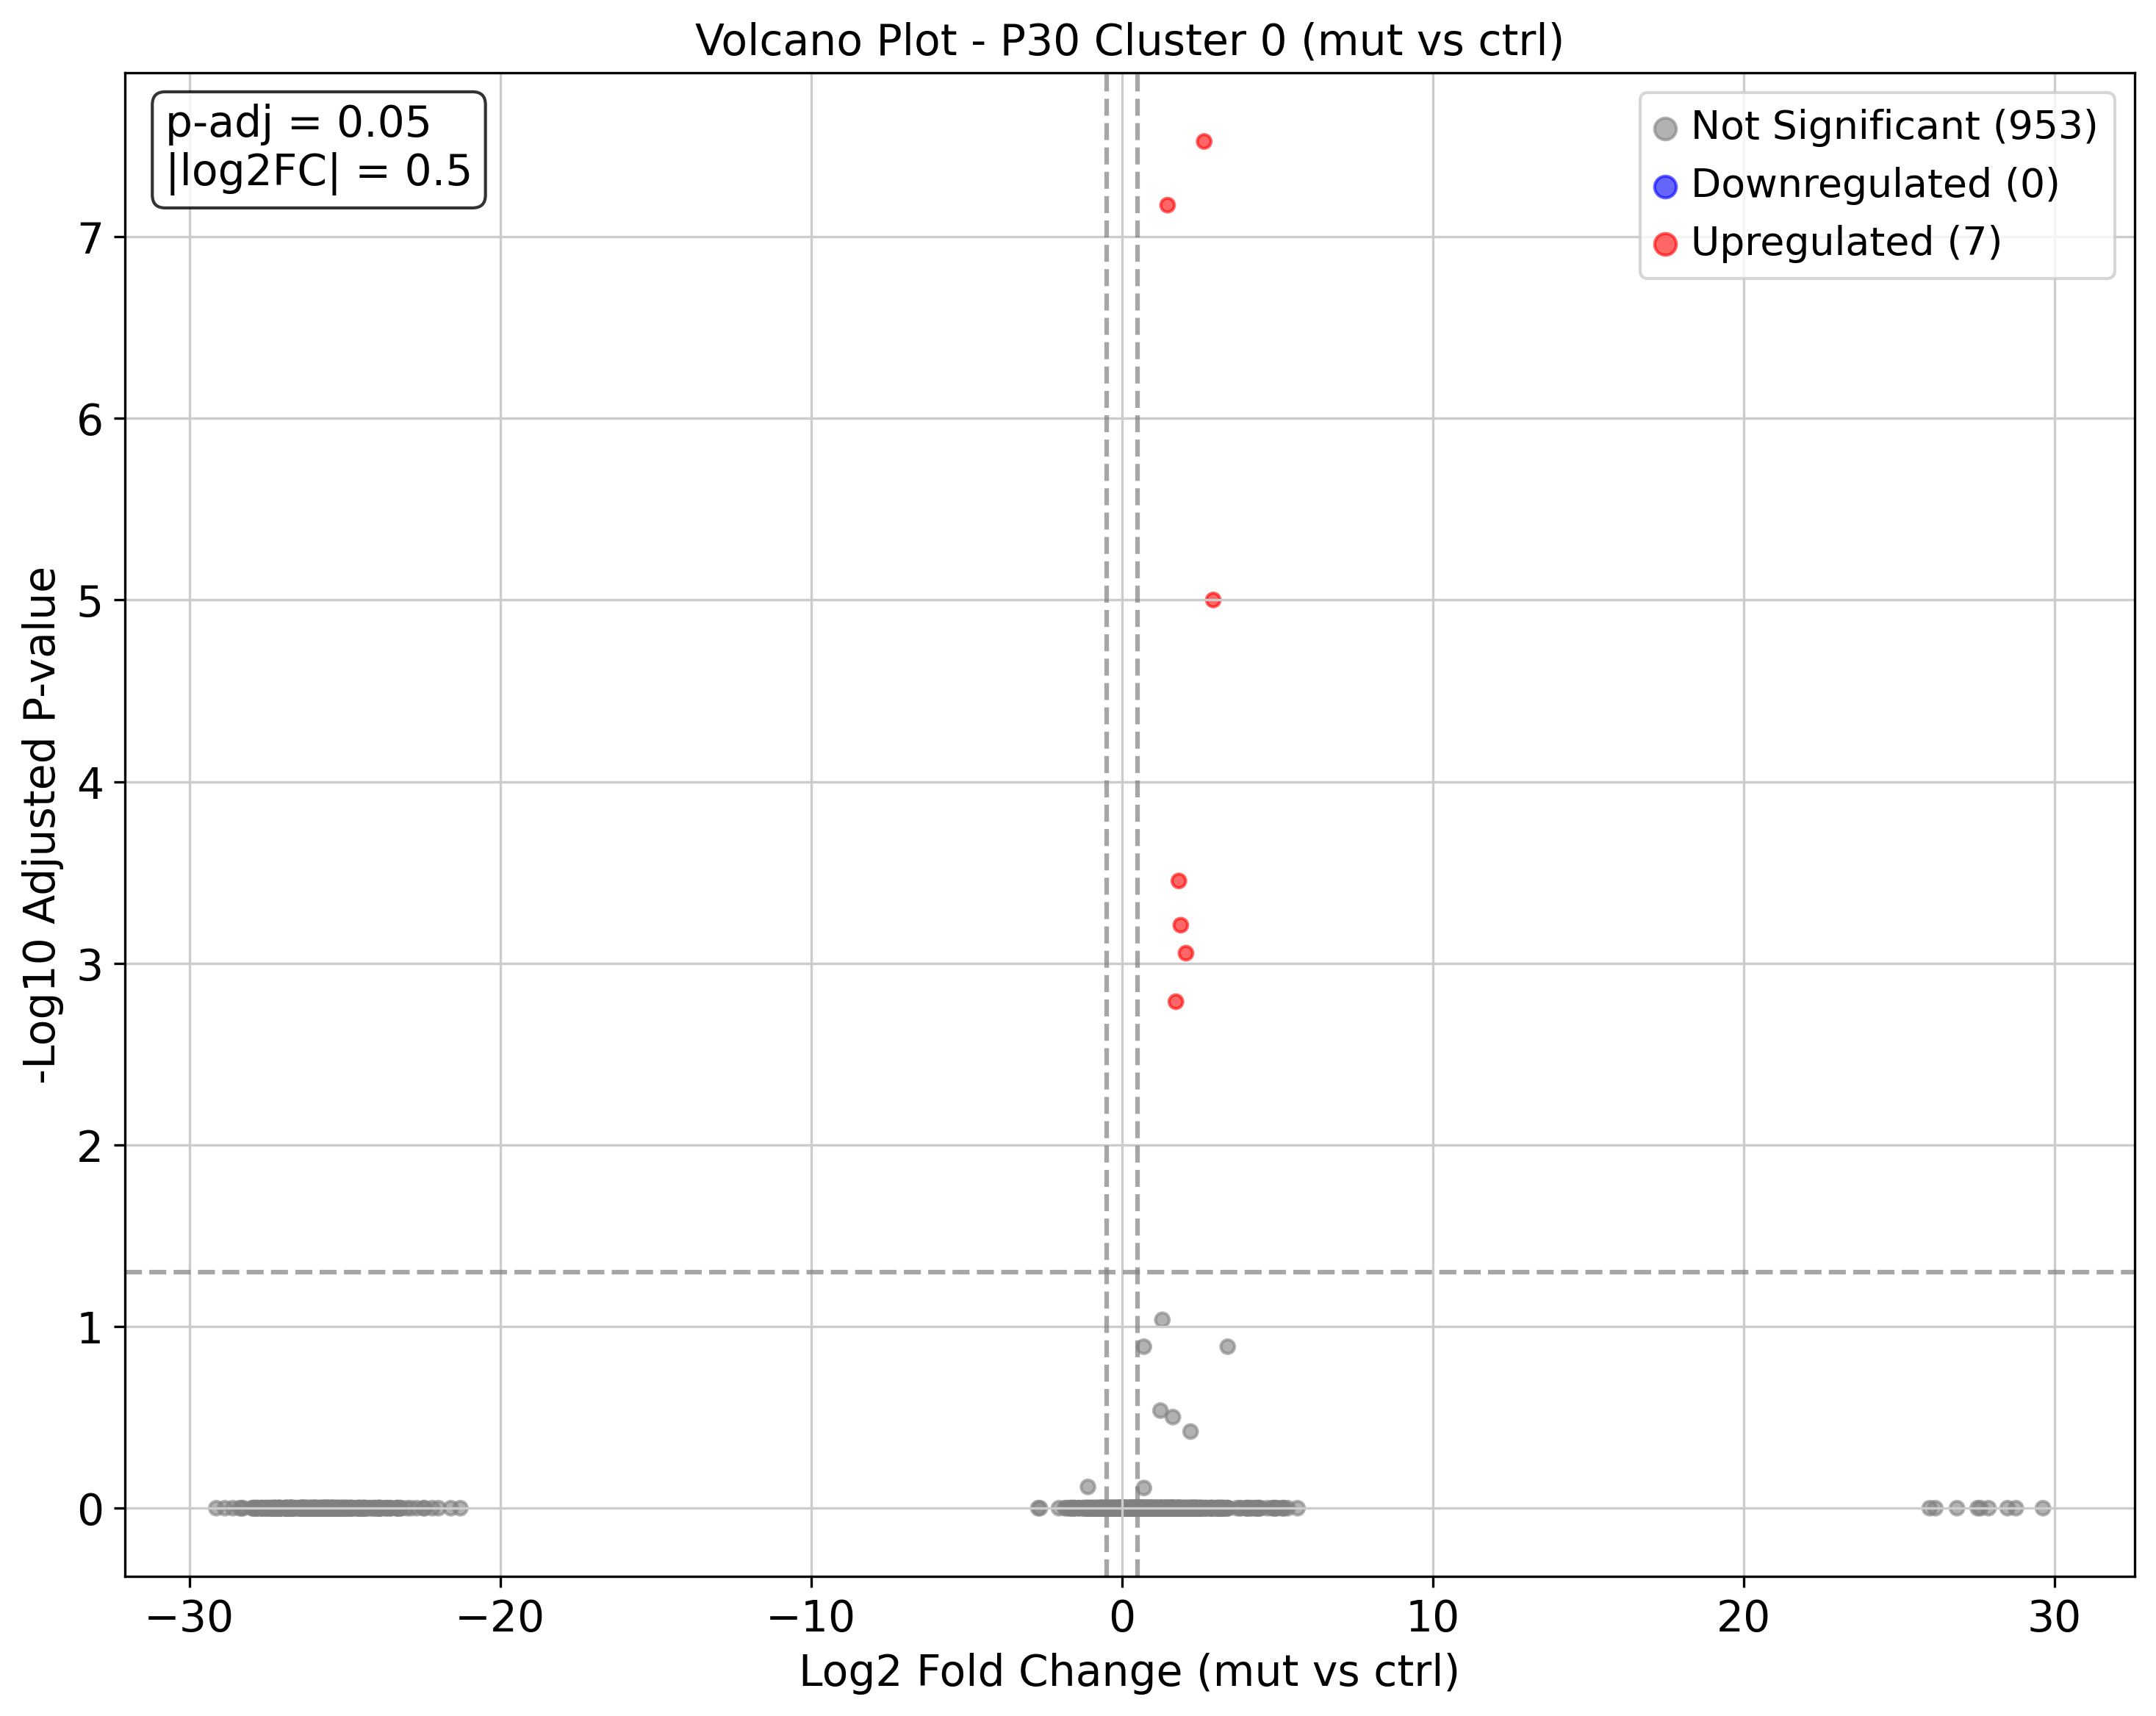 Volcano Plot - P30 Cluster 0 (mut vs ctrl)
p-adj = 0.05
|log2FC| = 0.5
Not Significant (953)
Downregulated (0)
Upregulated (7)
-Log10 Adjusted P-value
7
6
5
4
3
2
1
0
−30
−20
−10
0
10
20
30
Log2 Fold Change (mut vs ctrl)